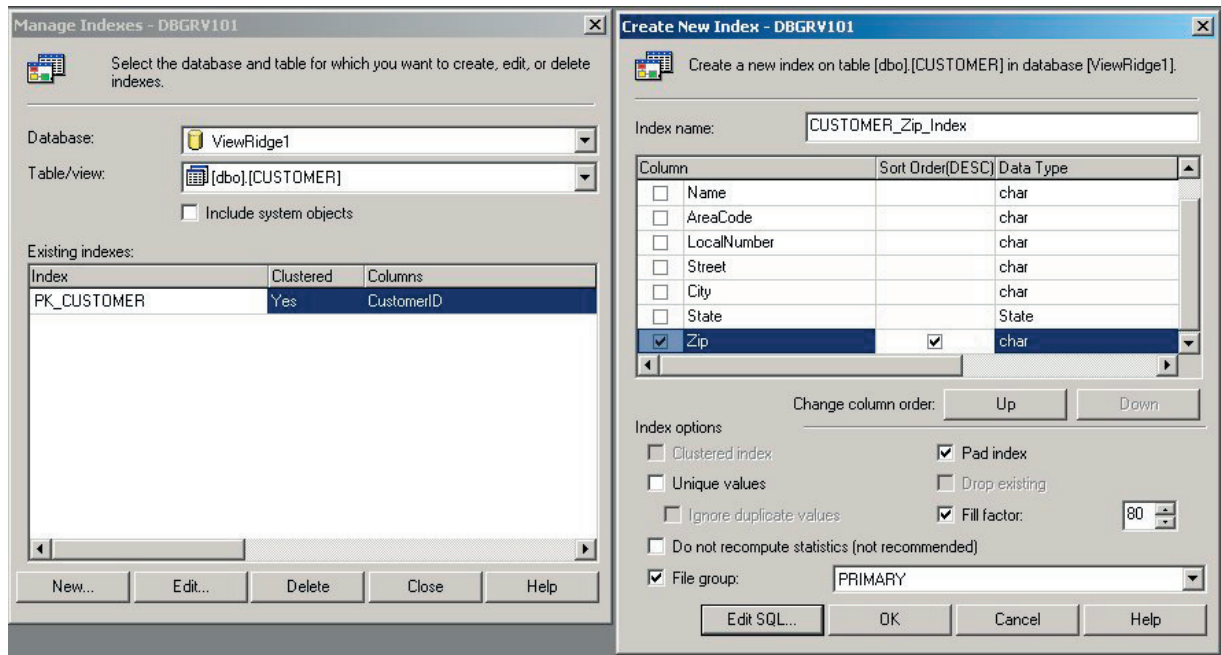 Manage Indexes - DBGRV101
Select the database and table for which you want to create, edit, or delete
indexes.
Database:
ViewRidge1
Table/view:
[dbo].[CUSTOMER]
Include system objects
Existing indexes:
Index Clustered Columns
PK_CUSTOMER Yes CustomerID
New... Edit... Delete Close Help
Create New Index - DBGRV101
Create a new index on table [dbo].[CUSTOMER] in database [ViewRidge1].
Index name: CUSTOMER_Zip_Index
Column Sort Order(DESC) Data Type
Name char
AreaCode char
LocalNumber char
Street char
City char
State State
Zip char
Change column order: Up Down
Index options
Clustered index Pad index
Unique values Drop existing
Ignore duplicate values Fill factor: 80
Do not recompute statistics (not recommended)
File group: PRIMARY
Edit SQL... OK Cancel Help